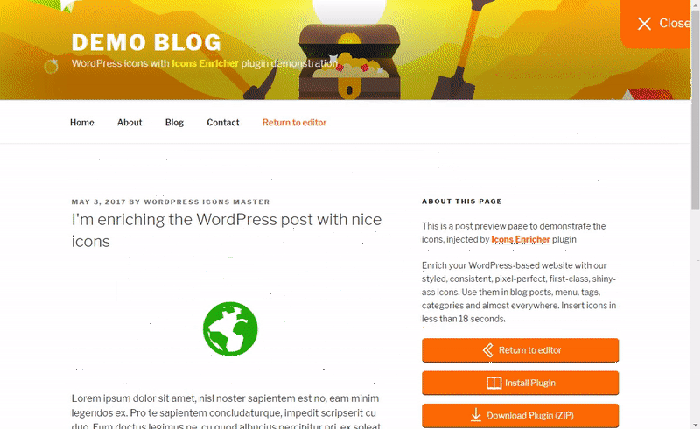 Close
DEMO BLOG
WordPress icons with Icons Enricher plugin demonstration
Home
About
Blog
Contact
Return to editor
MAY 3, 2017 BY WORDPRESS ICONS MASTER
I'm enriching the WordPress post with nice
icons
Lorem ipsum dolor sit amet, nisl noster sapientem est no, eam minim
legendos ex. Pro te sapientem concludaturque, impedit scripserit cu
duo. Eum doctus legimus ne, cu quod albucius percipitur pri, ex soleat
ABOUT THIS PAGE
This is a post preview page to demonstrate the
icons, injected by Icons Enricher plugin
Enrich your WordPress-based website with our
styled, consistent, pixel-perfect, first-class, shiny-
ass icons. Use them in blog posts, menu, tags,
categories and almost everywhere. Insert icons in
less than 18 seconds.
Return to editor
Install Plugin
Download Plugin (ZIP)